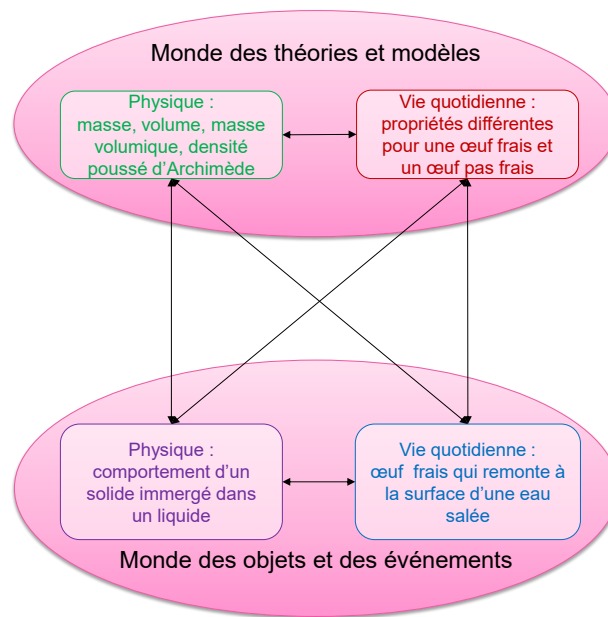 Monde des théories et modèles
Physique :
masse, volume, masse
volumique, densité
poussé d'Archimède
Vie quotidienne :
propriétés différentes
pour une œuf frais et
un œuf pas frais
Physique :
comportement d'un
solide immergé dans
un liquide
Vie quotidienne :
œuf frais qui remonte à
la surface d'une eau
salée
Monde des objets et des événements